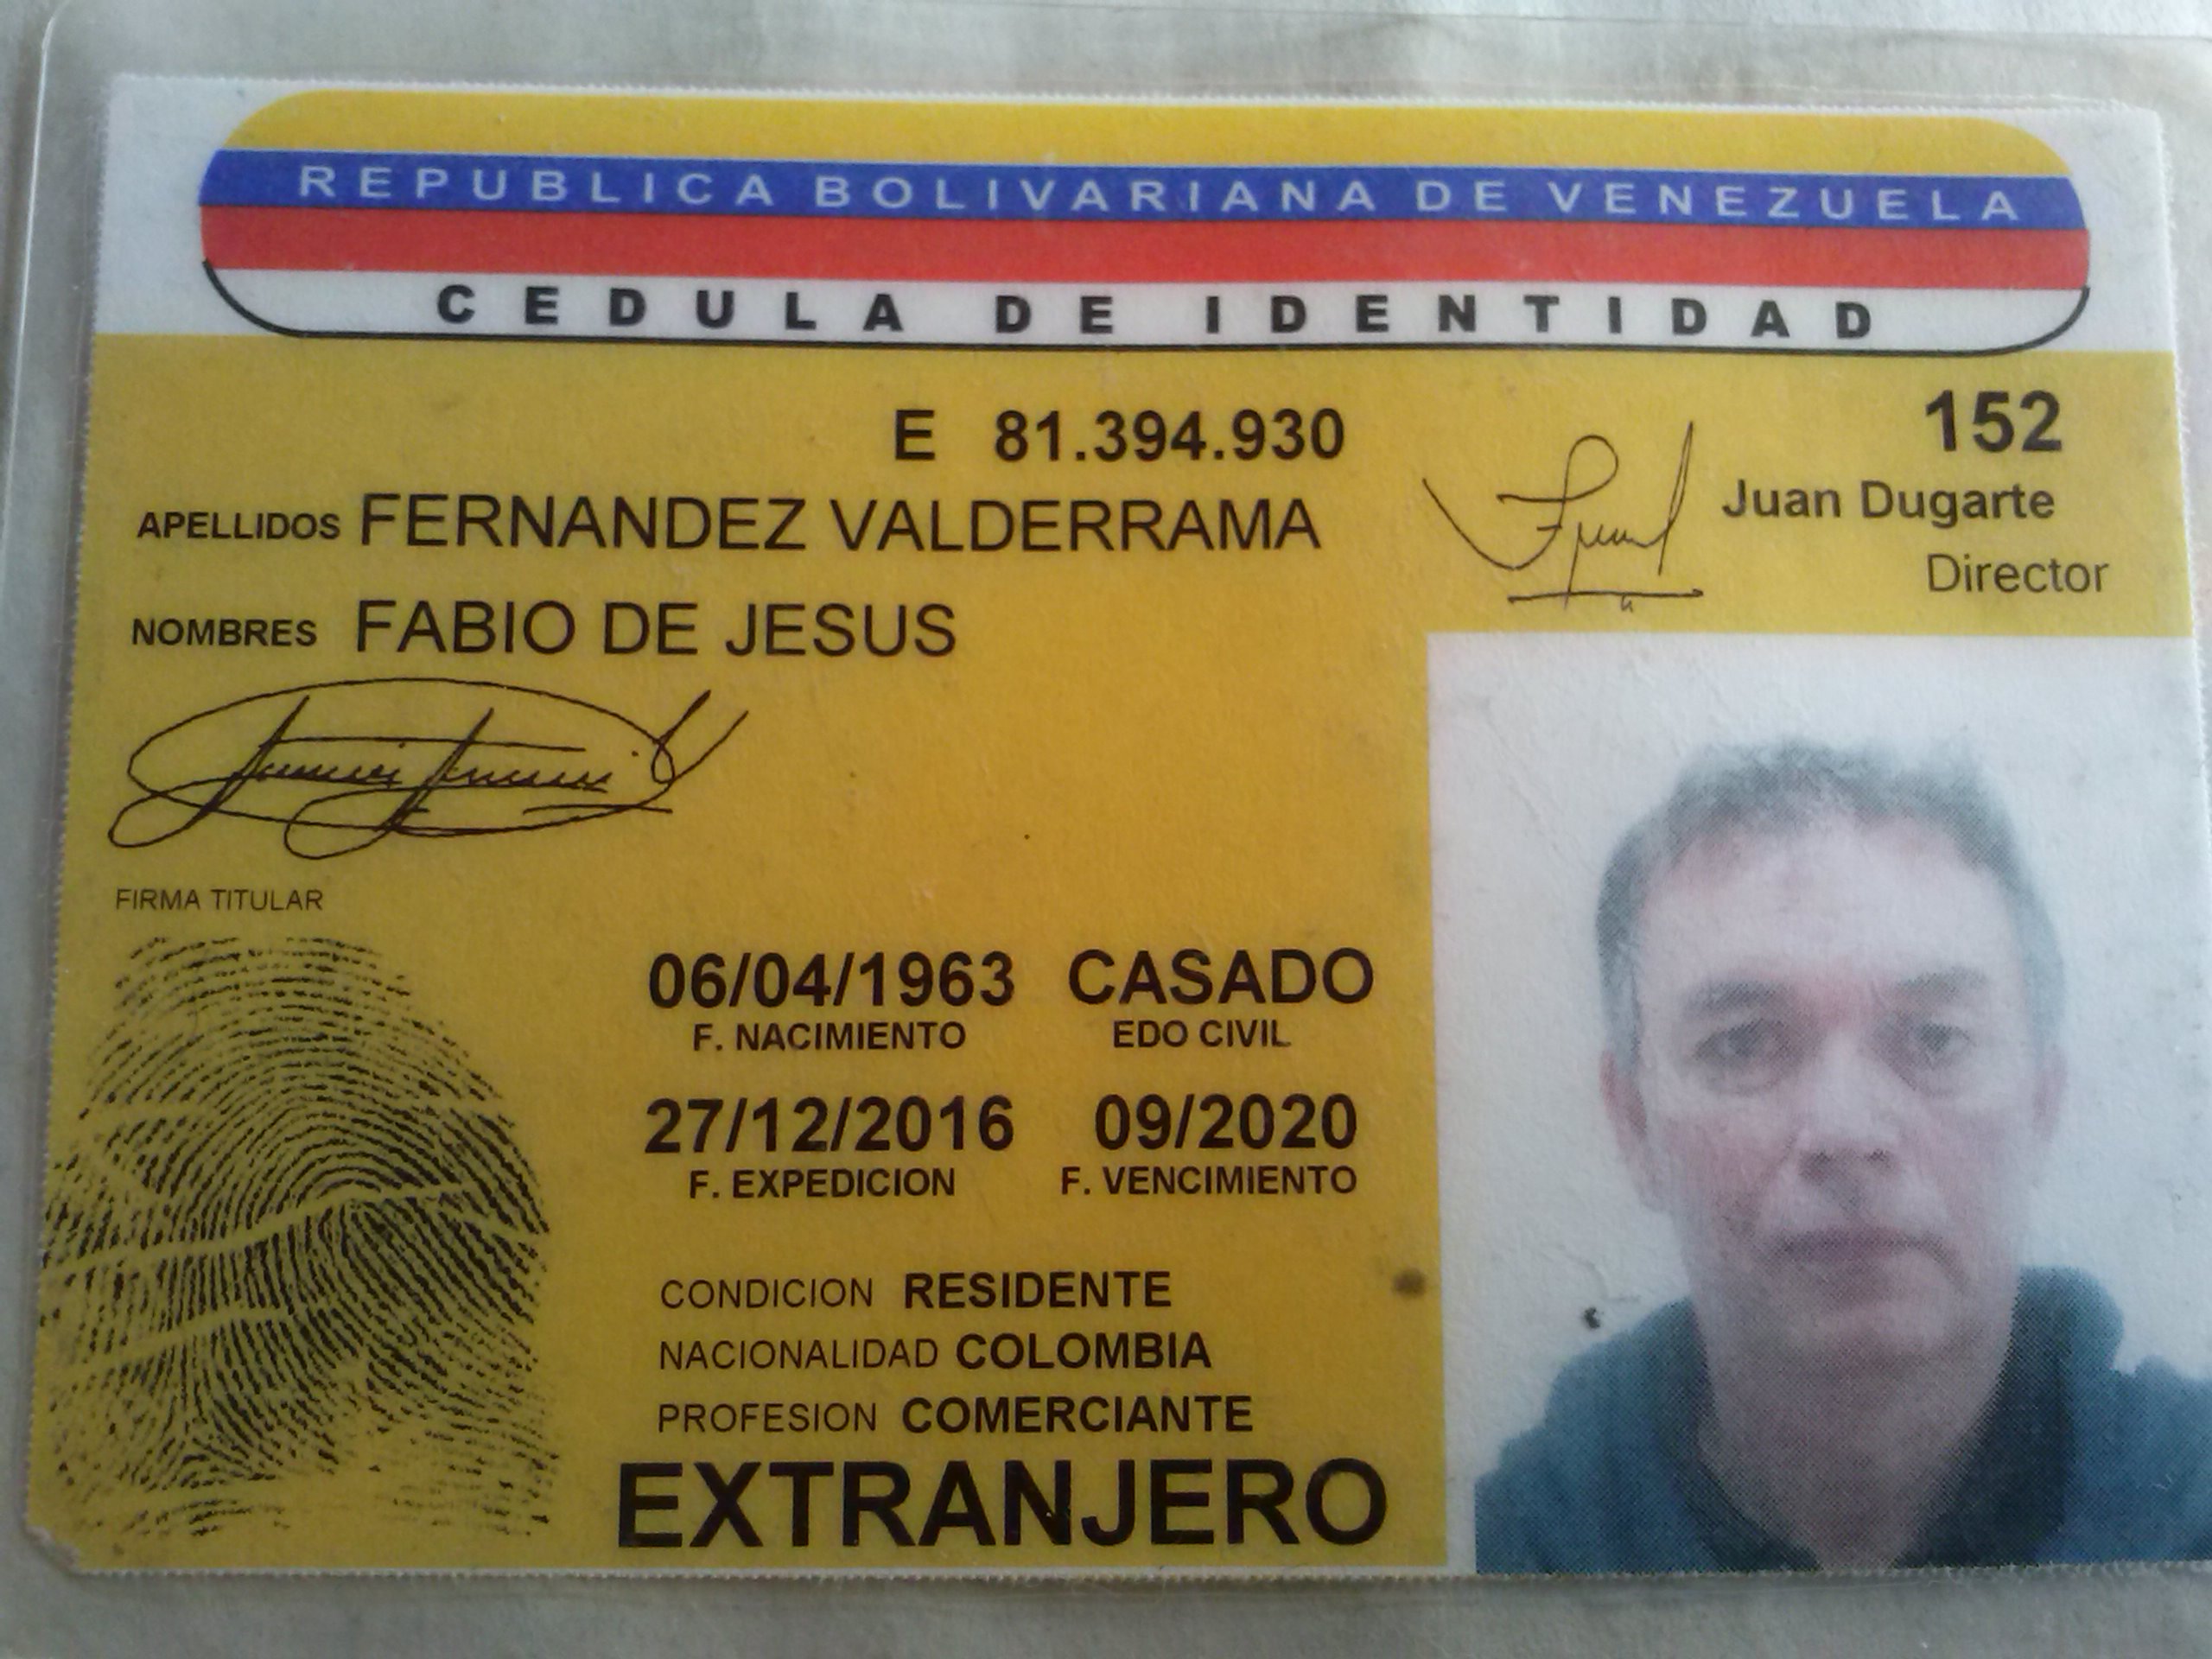 REPUBLICA BOLIVARIANA DE VENEZUELA
CEDULA DE IDENTIDAD
E 81.394.930
152
APELLIDOS FERNANDEZ VALDERRAMA
Juan Dugarte
Director
NOMBRES FABIO DE JESUS
FIRMA TITULAR
06/04/1963 CASADO
F. NACIMIENTO EDO CIVIL
27/12/2016 09/2020
F. EXPEDICION F. VENCIMIENTO
CONDICION RESIDENTE
NACIONALIDAD COLOMBIA
PROFESION COMERCIANTE
EXTRANJERO